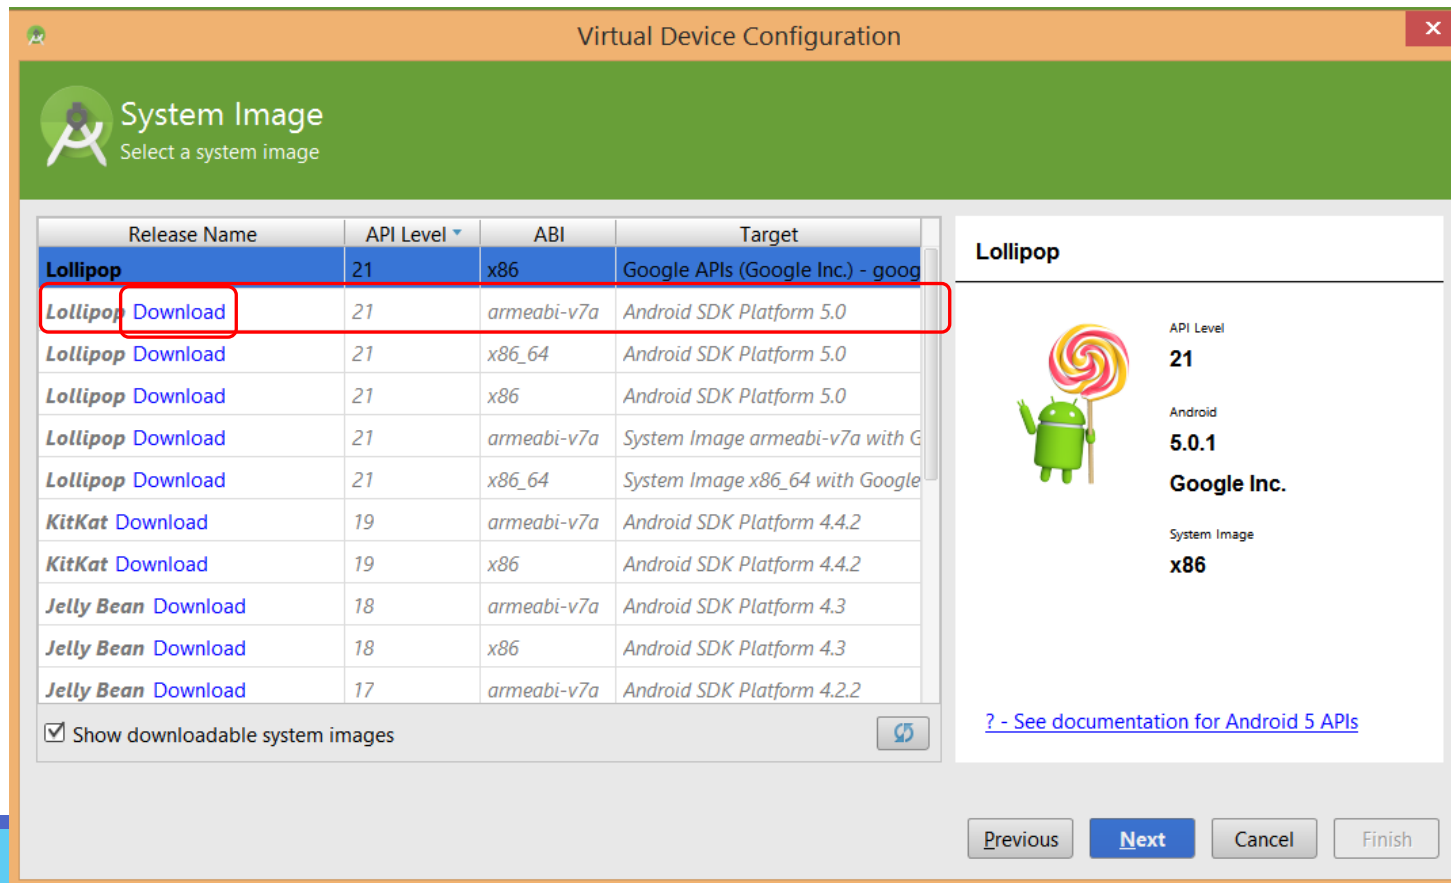 Virtual Device Configuration
System Image
Select a system image
Release Name API Level ABI Target
Lollipop 21 x86 Google APIs (Google Inc.) - goog
Lollipop Download 21 armeabi-v7a Android SDK Platform 5.0
Lollipop Download 21 x86_64 Android SDK Platform 5.0
Lollipop Download 21 x86 Android SDK Platform 5.0
Lollipop Download 21 armeabi-v7a System Image armeabi-v7a with G
Lollipop Download 21 x86_64 System Image x86_64 with Google
KitKat Download 19 armeabi-v7a Android SDK Platform 4.4.2
KitKat Download 19 x86 Android SDK Platform 4.4.2
Jelly Bean Download 18 armeabi-v7a Android SDK Platform 4.3
Jelly Bean Download 18 x86 Android SDK Platform 4.3
Jelly Bean Download 17 armeabi-v7a Android SDK Platform 4.2.2
Show downloadable system images
Lollipop
API Level
21
Android
5.0.1
Google Inc.
System Image
x86
? - See documentation for Android 5 APIs
Previous Next Cancel Finish